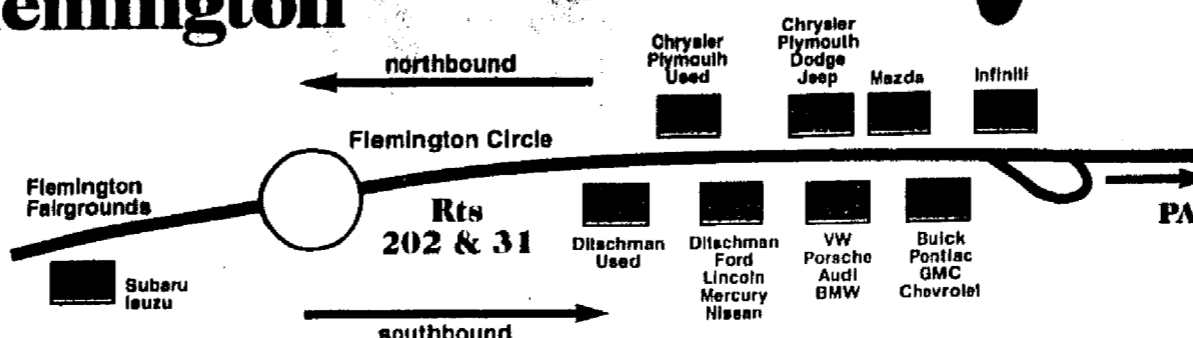 lemington
northbound
Chrysler
Plymouth
Used
Chrysler
Plymouth
Dodge
Jeep
Mazda
Infiniti
Flemington Circle
Flemington
Fairgrounds
Rts
202 & 31
PA
Ditschman
Used
Ditschman
Ford
Lincoln
Mercury
Nissan
VW
Porsche
Audi
BMW
Buick
Pontiac
GMC
Chevrolet
Subaru
Isuzu
southbound